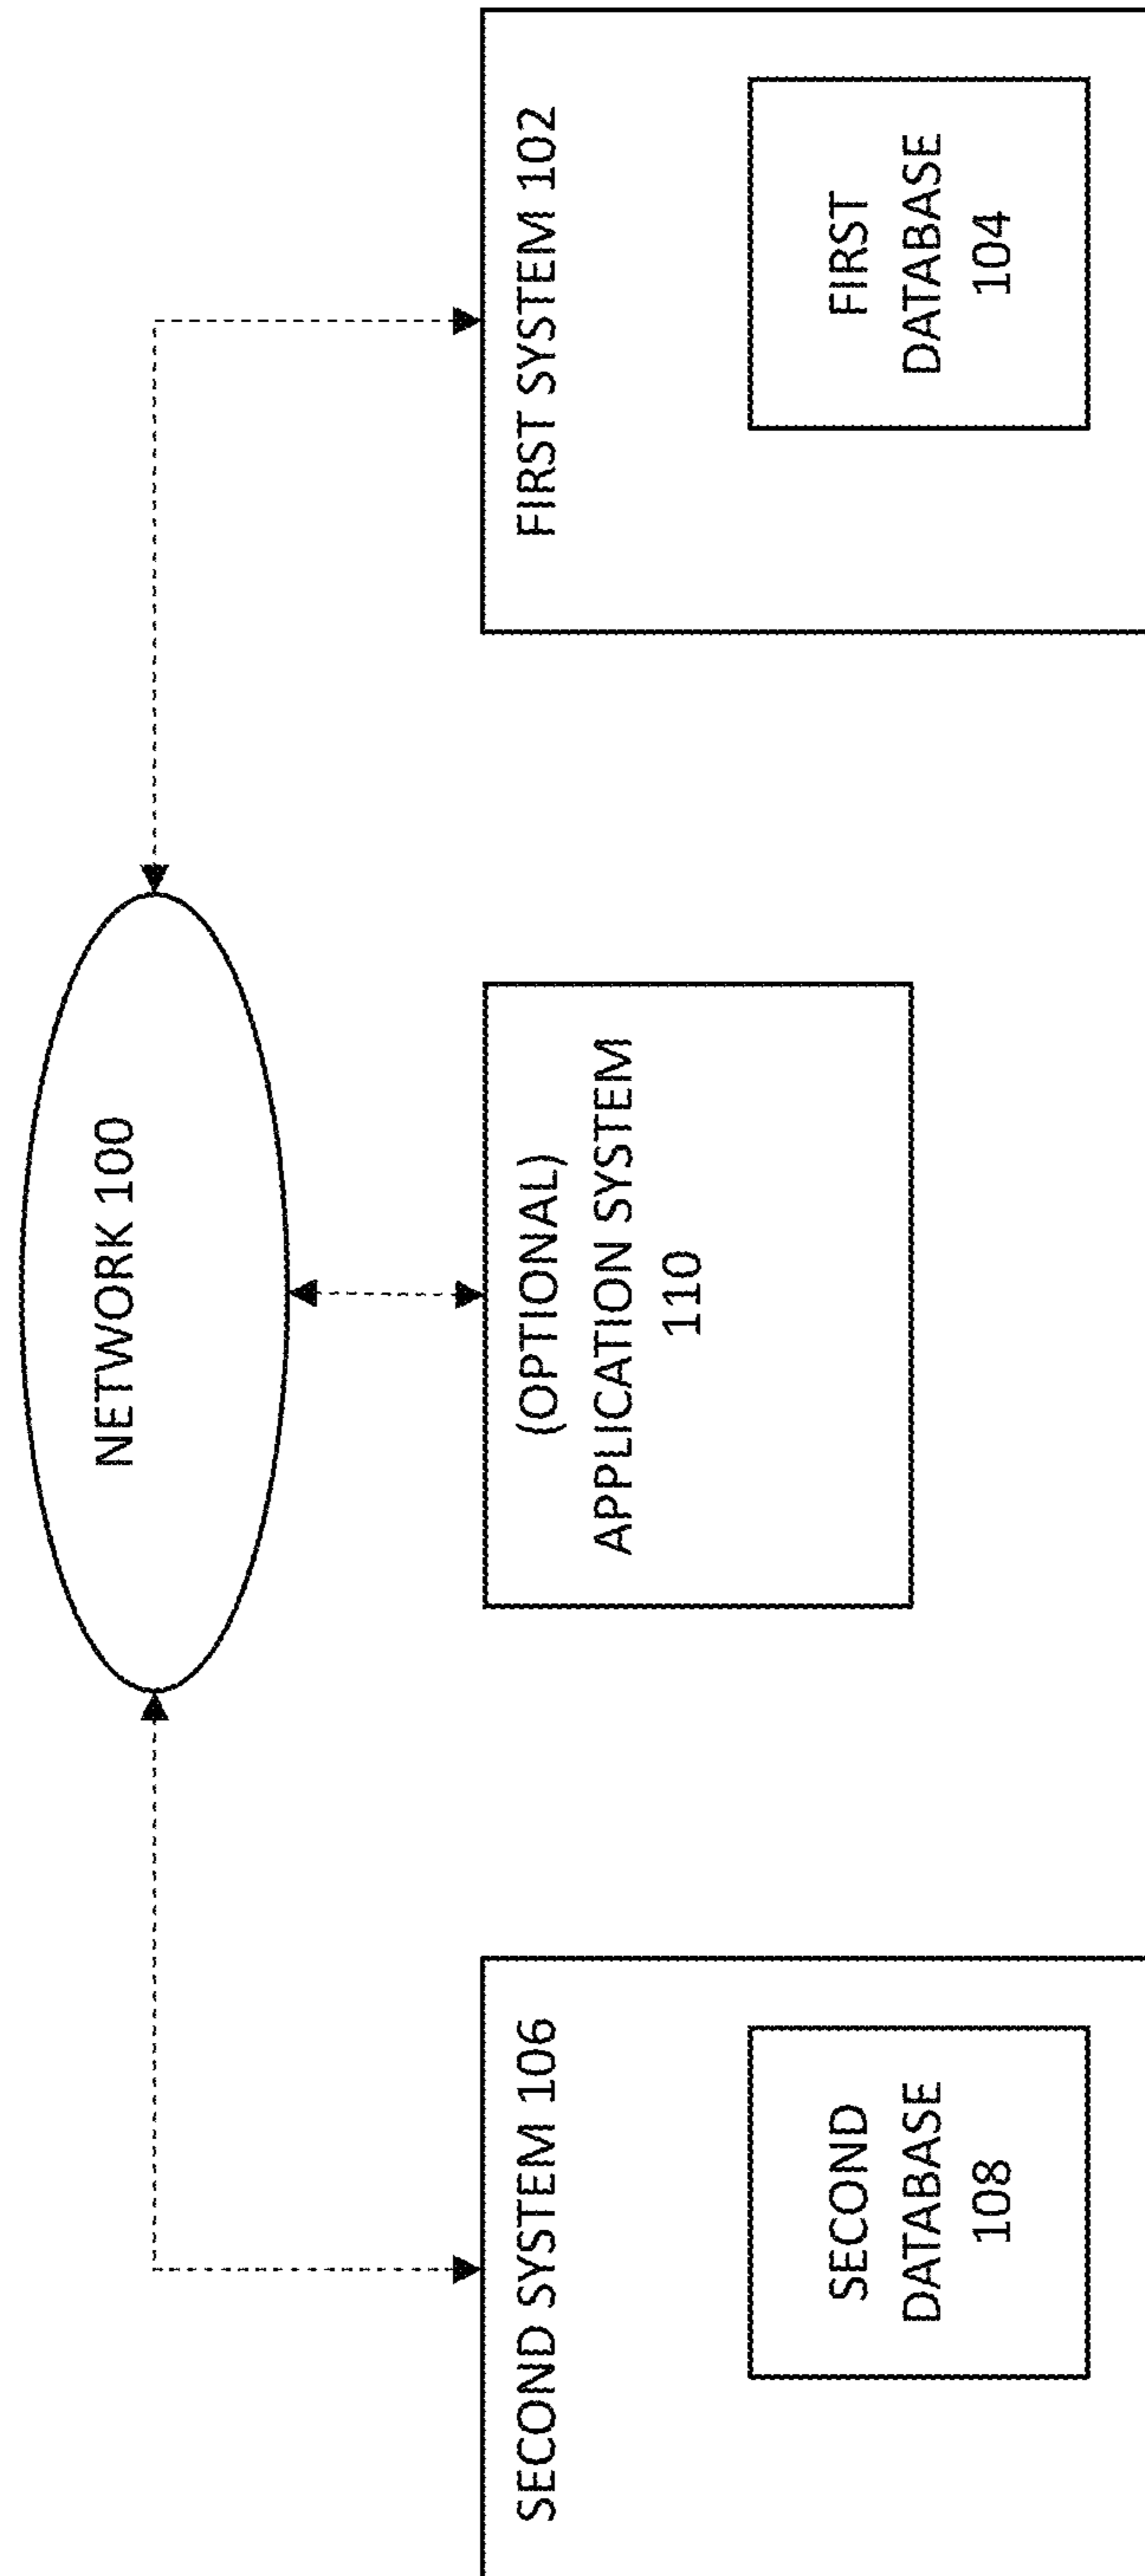 NETWORK 100
SECOND SYSTEM 106
SECOND
DATABASE
108
(OPTIONAL)
APPLICATION SYSTEM
110
FIRST SYSTEM 102
FIRST
DATABASE
104